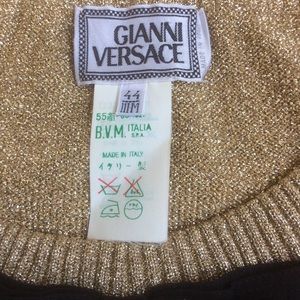 GIANNI
VERSACE
44
M
B.V.M. ITALIA
S.P.A.
MADE IN ITALY
イタリー製